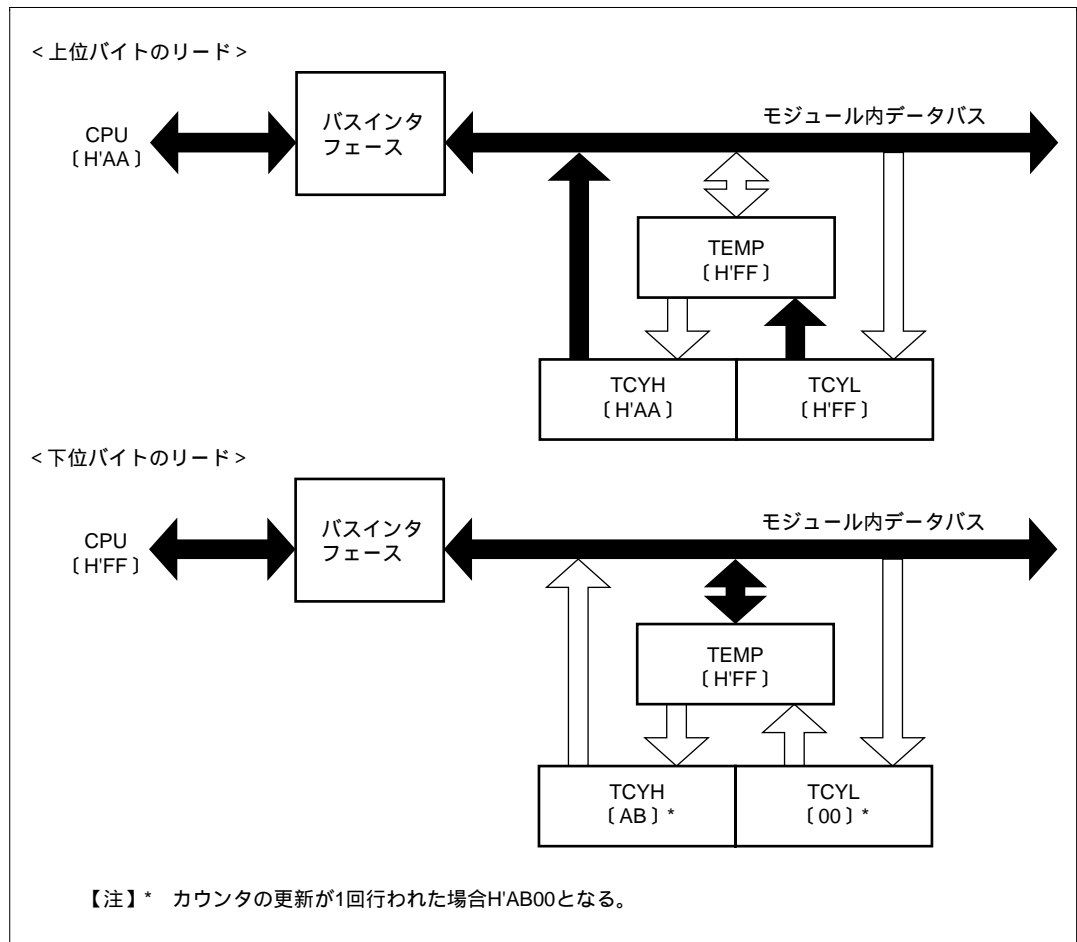 <上位バイトのリード>
CPU
〔H'AA〕
バスインタ
フェース
モジュール内データバス
TEMP
〔H'FF〕
TCYH
〔H'AA〕
TCYL
〔H'FF〕
<下位バイトのリード>
CPU
〔H'FF〕
バスインタ
フェース
モジュール内データバス
TEMP
〔H'FF〕
TCYH
〔AB〕*
TCYL
〔00〕*
【注】* カウンタの更新が1回行われた場合H'AB00となる。